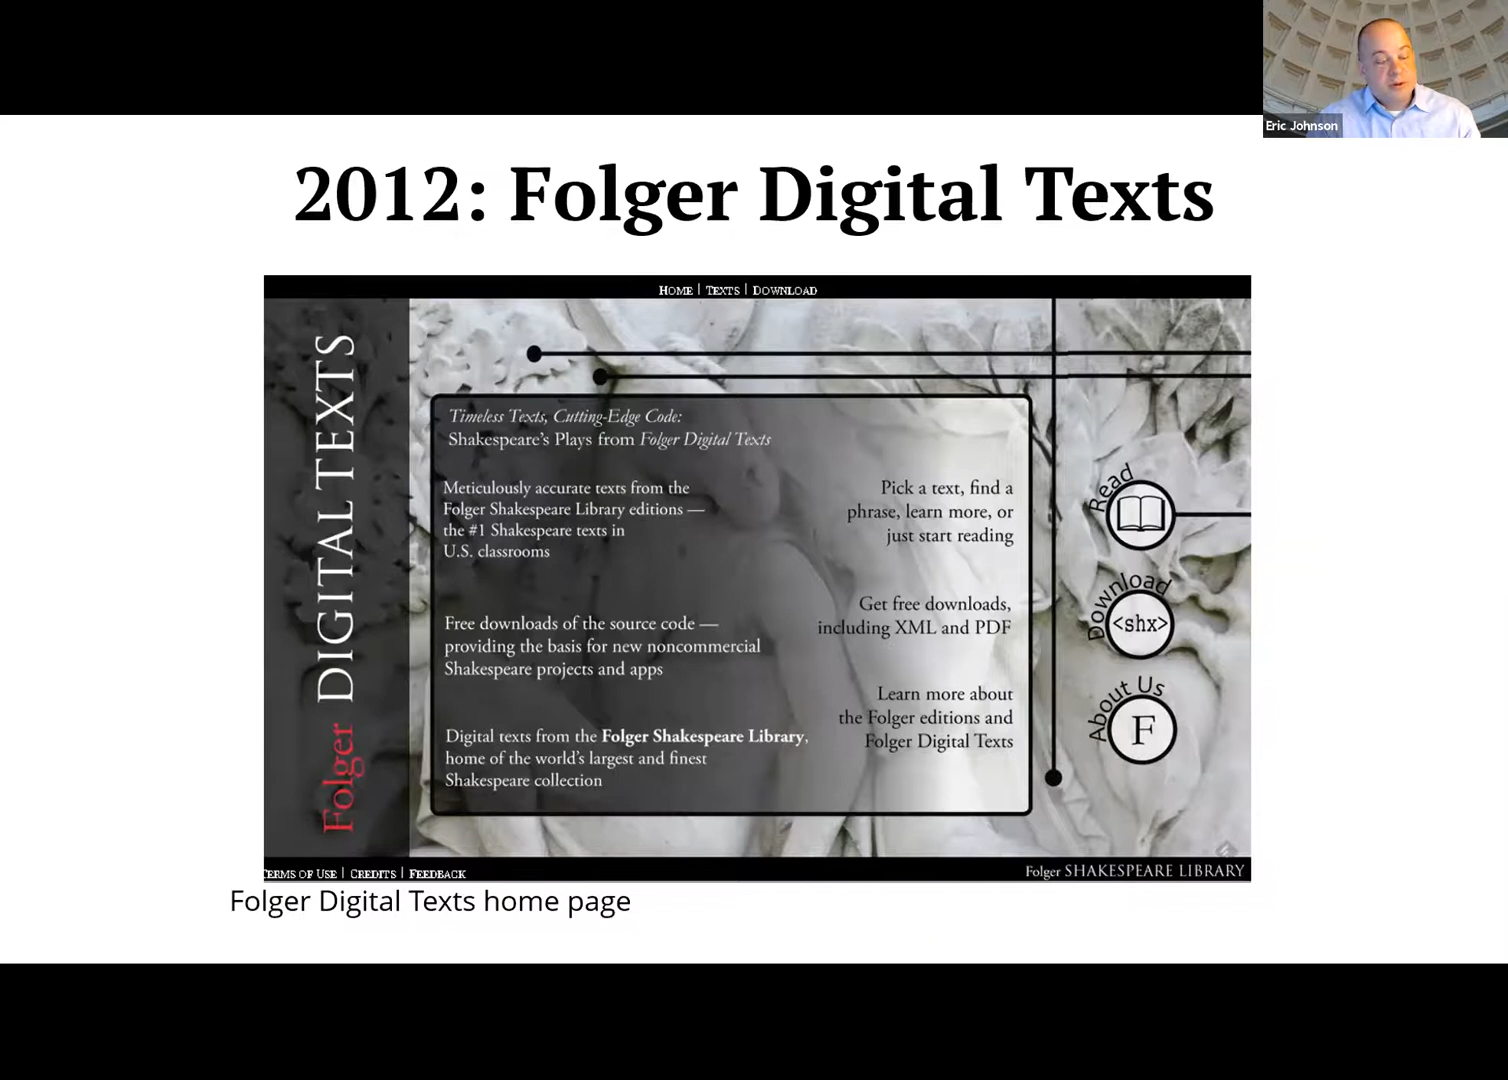 Eric Johnson
2012: Folger Digital Texts
HOME | TEXTS | DOWNLOAD
Folger DIGITAL TEXTS
Timeless Texts, Cutting-Edge Code:
Shakespeare's Plays from Folger Digital Texts
Meticulously accurate texts from the
Folger Shakespeare Library editions —
the #1 Shakespeare texts in
U.S. classrooms
Free downloads of the source code —
providing the basis for new noncommercial
Shakespeare projects and apps
Digital texts from the Folger Shakespeare Library,
home of the world's largest and finest
Shakespeare collection
Pick a text, find a
phrase, learn more, or
just start reading
Get free downloads,
including XML and PDF
Learn more about
the Folger editions and
Folger Digital Texts
Read
Download
<shx>
About Us
F
TERMS OF USE | CREDITS | FEEDBACK
Folger SHAKESPEARE LIBRARY
Folger Digital Texts home page